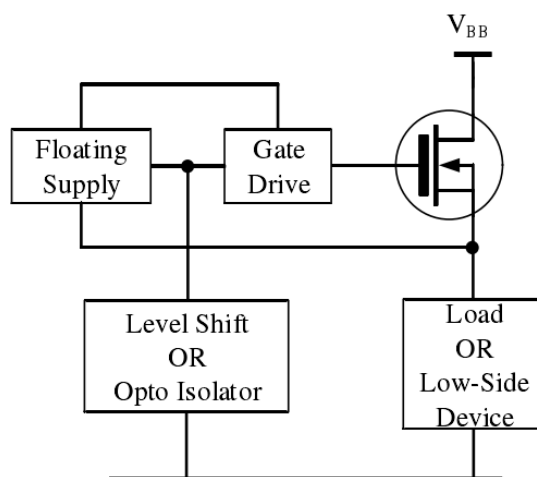 V_BB
Floating
Supply
Gate
Drive
Level Shift
OR
Opto Isolator
Load
OR
Low-Side
Device